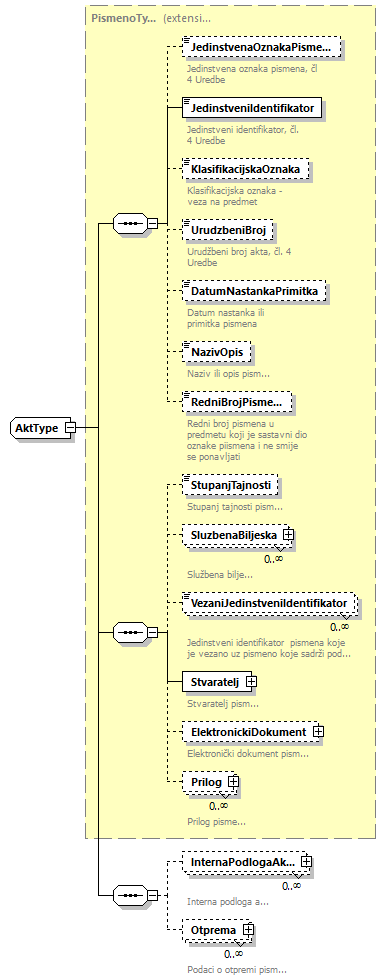 PismenoTy... (extensi...
JedinstvenaOznakaPisme...
Jedinstvena oznaka pismena, čl
4 Uredbe
JedinstveniIdentifikator
Jedinstveni identifikator, čl.
4 Uredbe
KlasifikacijskaOznaka
Klasifikacijska oznaka -
veza na predmet
UrudzbeniBroj
Urudžbeni broj akta, čl. 4
Uredbe
DatumNastankaPrimitka
Datum nastanka ili
primitka pismena
NazivOpis
Naziv ili opis pism...
RedniBrojPisme...
Redni broj pismena u
predmetu koji je sastavni dio
oznake piismena i ne smije
se ponavljati
AktType
StupanjTajnosti
Stupanj tajnosti pism...
SluzbenaBiljeska
0..∞
Službena bilje...
VezaniJedinstveniIdentifikator
0..∞
Jedinstveni identifikator pismena koje
je vezano uz pismeno koje sadrži pod...
Stvaratelj
Stvaratelj pism...
ElektronickiDokument
Elektronički dokument pism...
Prilog
0..∞
Prilog pisme...
InternaPodlogaAk...
0..∞
Interna podloga a...
Otprema
0..∞
Podaci o otpremi pism...